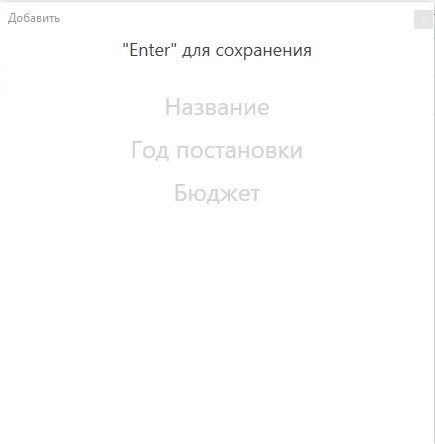 Добавить
"Enter" для сохранения
Название
Год постановки
Бюджет